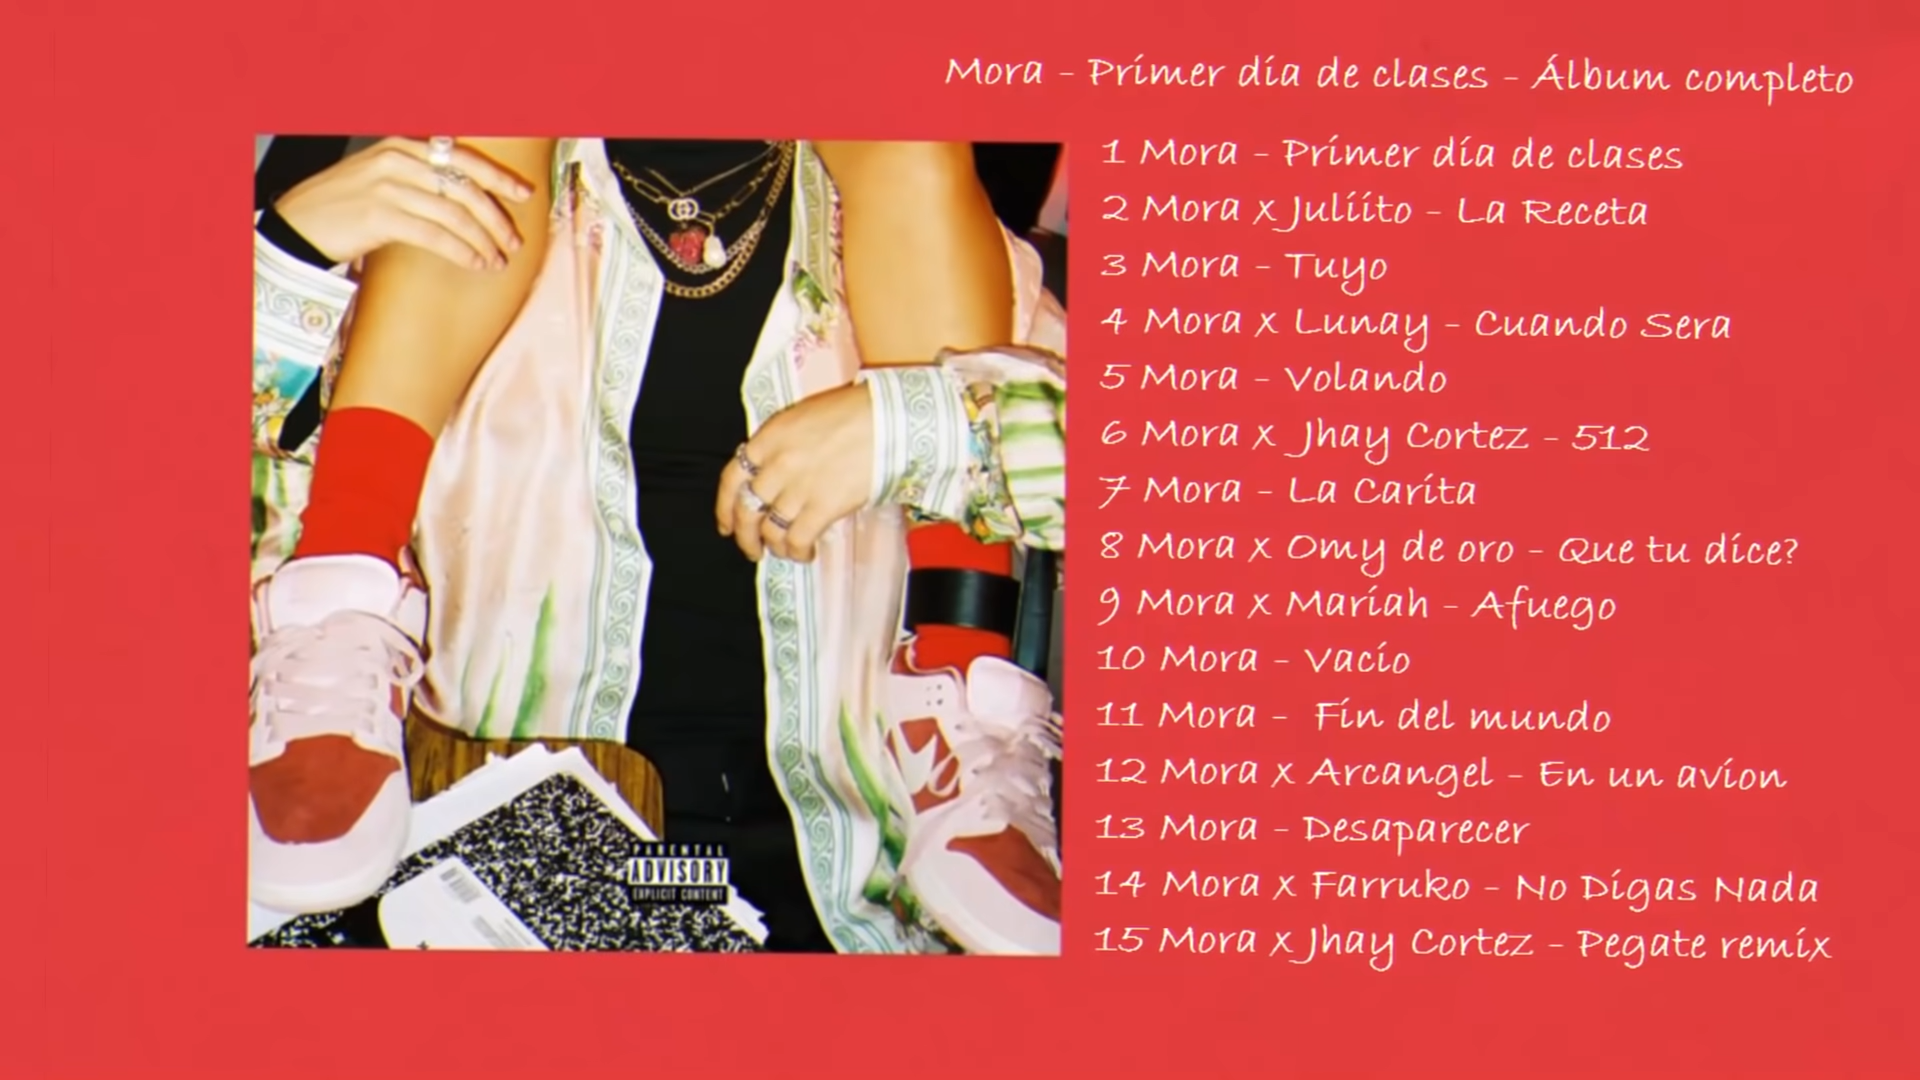 Mora - Primer día de clases - Álbum completo
1 Mora - Primer día de clases
2 Mora x Juliíto - La Receta
3 Mora - Tuyo
4 Mora x Lunay - Cuando Sera
5 Mora - Volando
6 Mora x Jhay Cortez - 512
7 Mora - La Carita
8 Mora x Omy de oro - Que tu dice?
9 Mora x Mariah - Afuego
10 Mora - Vacio
11 Mora - Fin del mundo
12 Mora x Arcangel - En un avion
13 Mora - Desaparecer
14 Mora x Farruko - No Digas Nada
15 Mora x Jhay Cortez - Pegate remix
PARENTAL
ADVISORY
EXPLICIT CONTENT